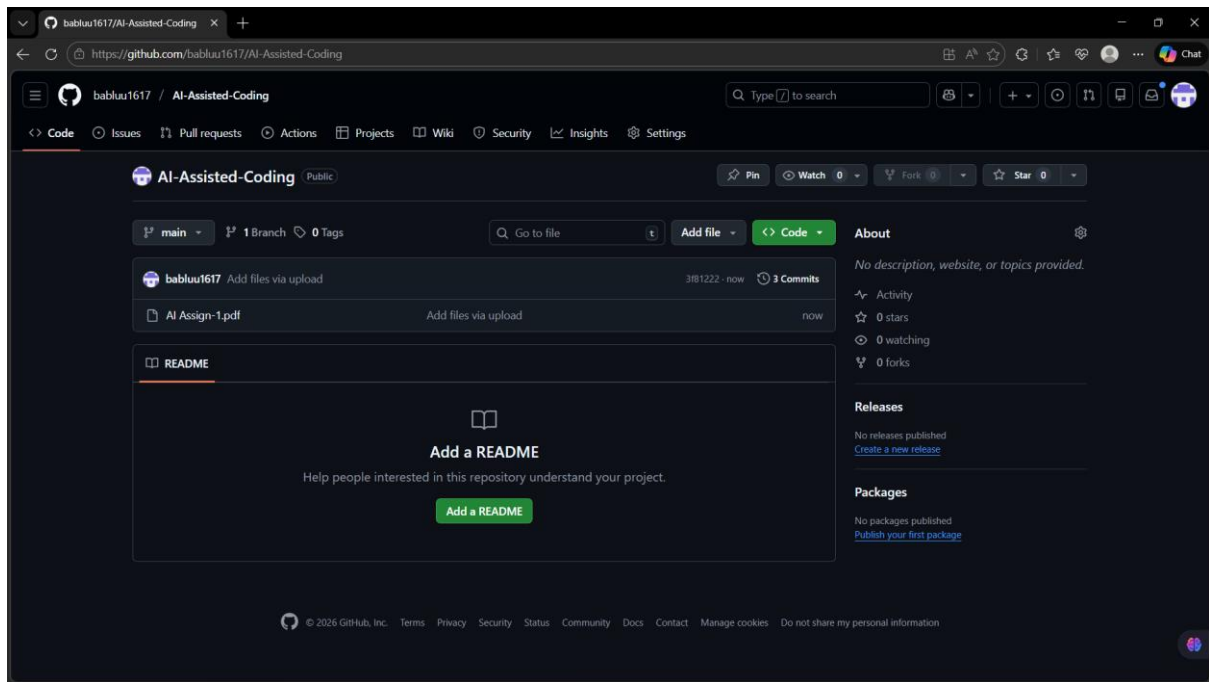 babluu1617/AI-Assisted-Coding
https://github.com/babluu1617/AI-Assisted-Coding
Chat
babluu1617 / AI-Assisted-Coding
Type / to search
Code Issues Pull requests Actions Projects Wiki Security Insights Settings
AI-Assisted-Coding Public
Pin Watch 0 Fork 0 Star 0
main 1 Branch 0 Tags Go to file t Add file Code
About
No description, website, or topics provided.
babluu1617 Add files via upload 3f81222 · now 3 Commits
Activity
AI Assign-1.pdf Add files via upload now
0 stars
0 watching
0 forks
README
Add a README
Help people interested in this repository understand your project.
Add a README
Releases
No releases published
Create a new release
Packages
No packages published
Publish your first package
© 2026 GitHub, Inc. Terms Privacy Security Status Community Docs Contact Manage cookies Do not share my personal information